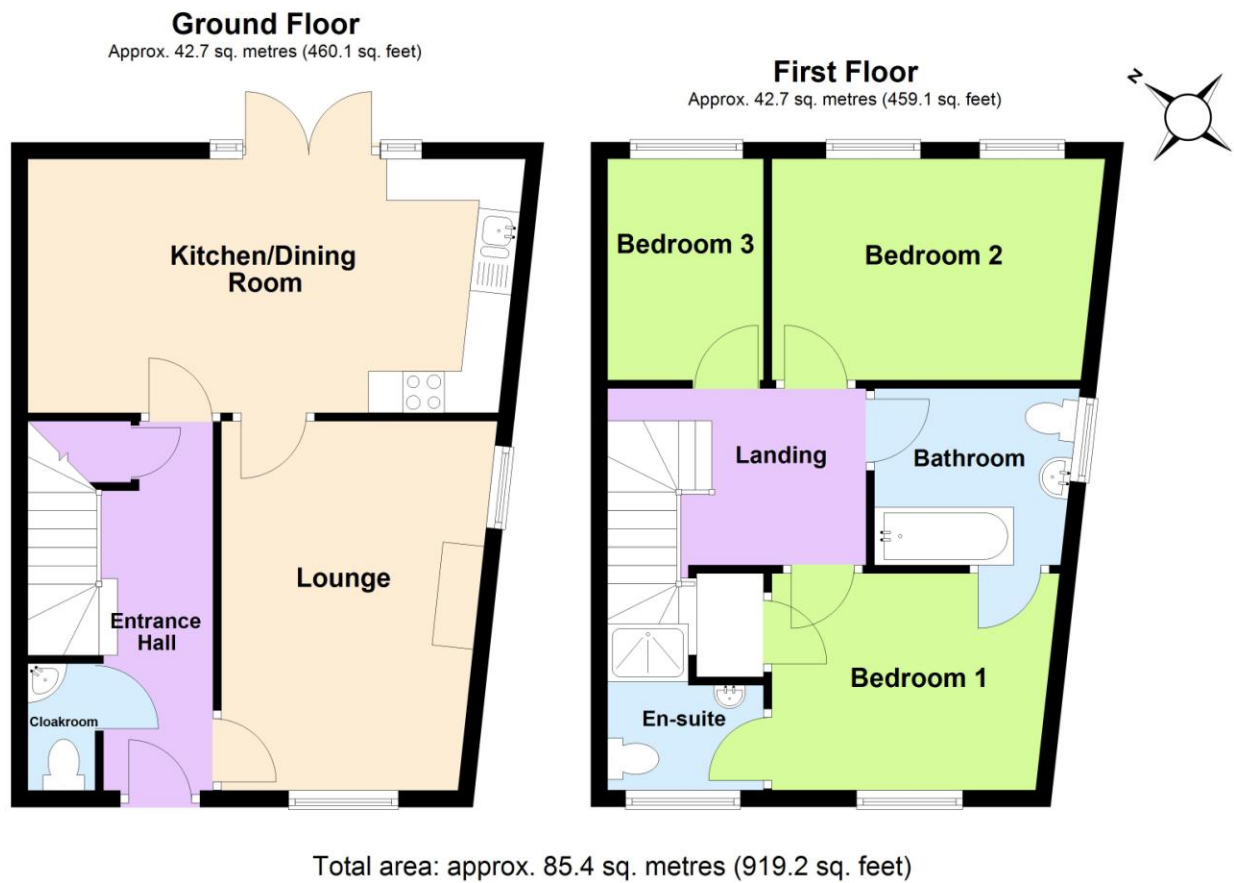 Ground Floor
Approx. 42.7 sq. metres (460.1 sq. feet)
Kitchen/Dining
Room
Lounge
Entrance
Hall
Cloakroom
First Floor
Approx. 42.7 sq. metres (459.1 sq. feet)
N
Bedroom 3
Bedroom 2
Landing
Bathroom
Bedroom 1
En-suite
Total area: approx. 85.4 sq. metres (919.2 sq. feet)